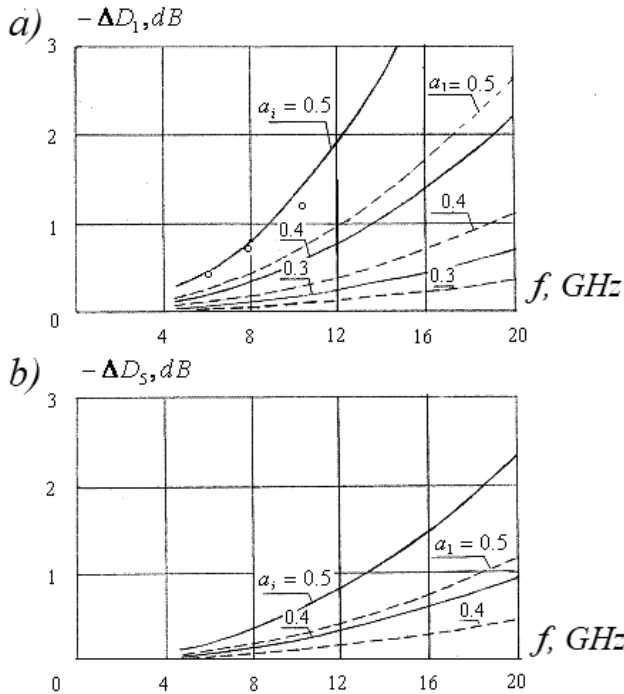 a)
− ΔD₁, dB
3
a₁ = 0.5
aᵢ = 0.5
2
0.4
1
0.4
0.3
0.3
f, GHz
0
4
8
12
16
20
b)
− ΔD₅, dB
3
2
a₁ = 0.5
aᵢ = 0.5
1
0.4
0.4
f, GHz
0
4
8
12
16
20